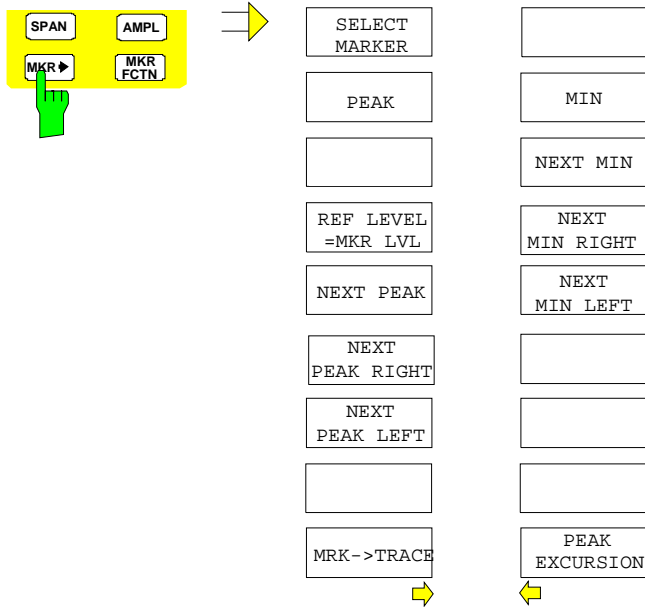 SPAN
AMPL
MKR
MKR
FCTN
SELECT
MARKER
PEAK
REF LEVEL
=MKR LVL
NEXT PEAK
NEXT
PEAK RIGHT
NEXT
PEAK LEFT
MRK->TRACE
MIN
NEXT MIN
NEXT
MIN RIGHT
NEXT
MIN LEFT
PEAK
EXCURSION